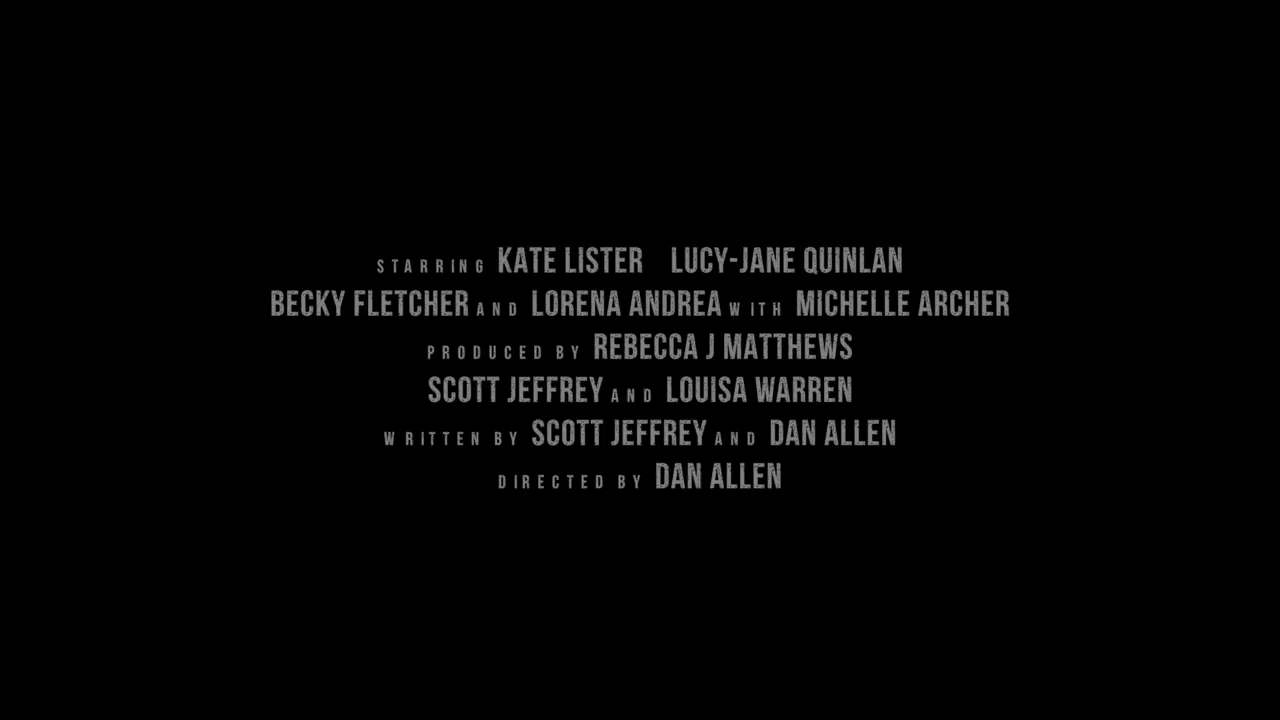 STARRING KATE LISTER LUCY-JANE QUINLAN
BECKY FLETCHER AND LORENA ANDREA WITH MICHELLE ARCHER
PRODUCED BY REBECCA J MATTHEWS
SCOTT JEFFREY AND LOUISA WARREN
WRITTEN BY SCOTT JEFFREY AND DAN ALLEN
DIRECTED BY DAN ALLEN